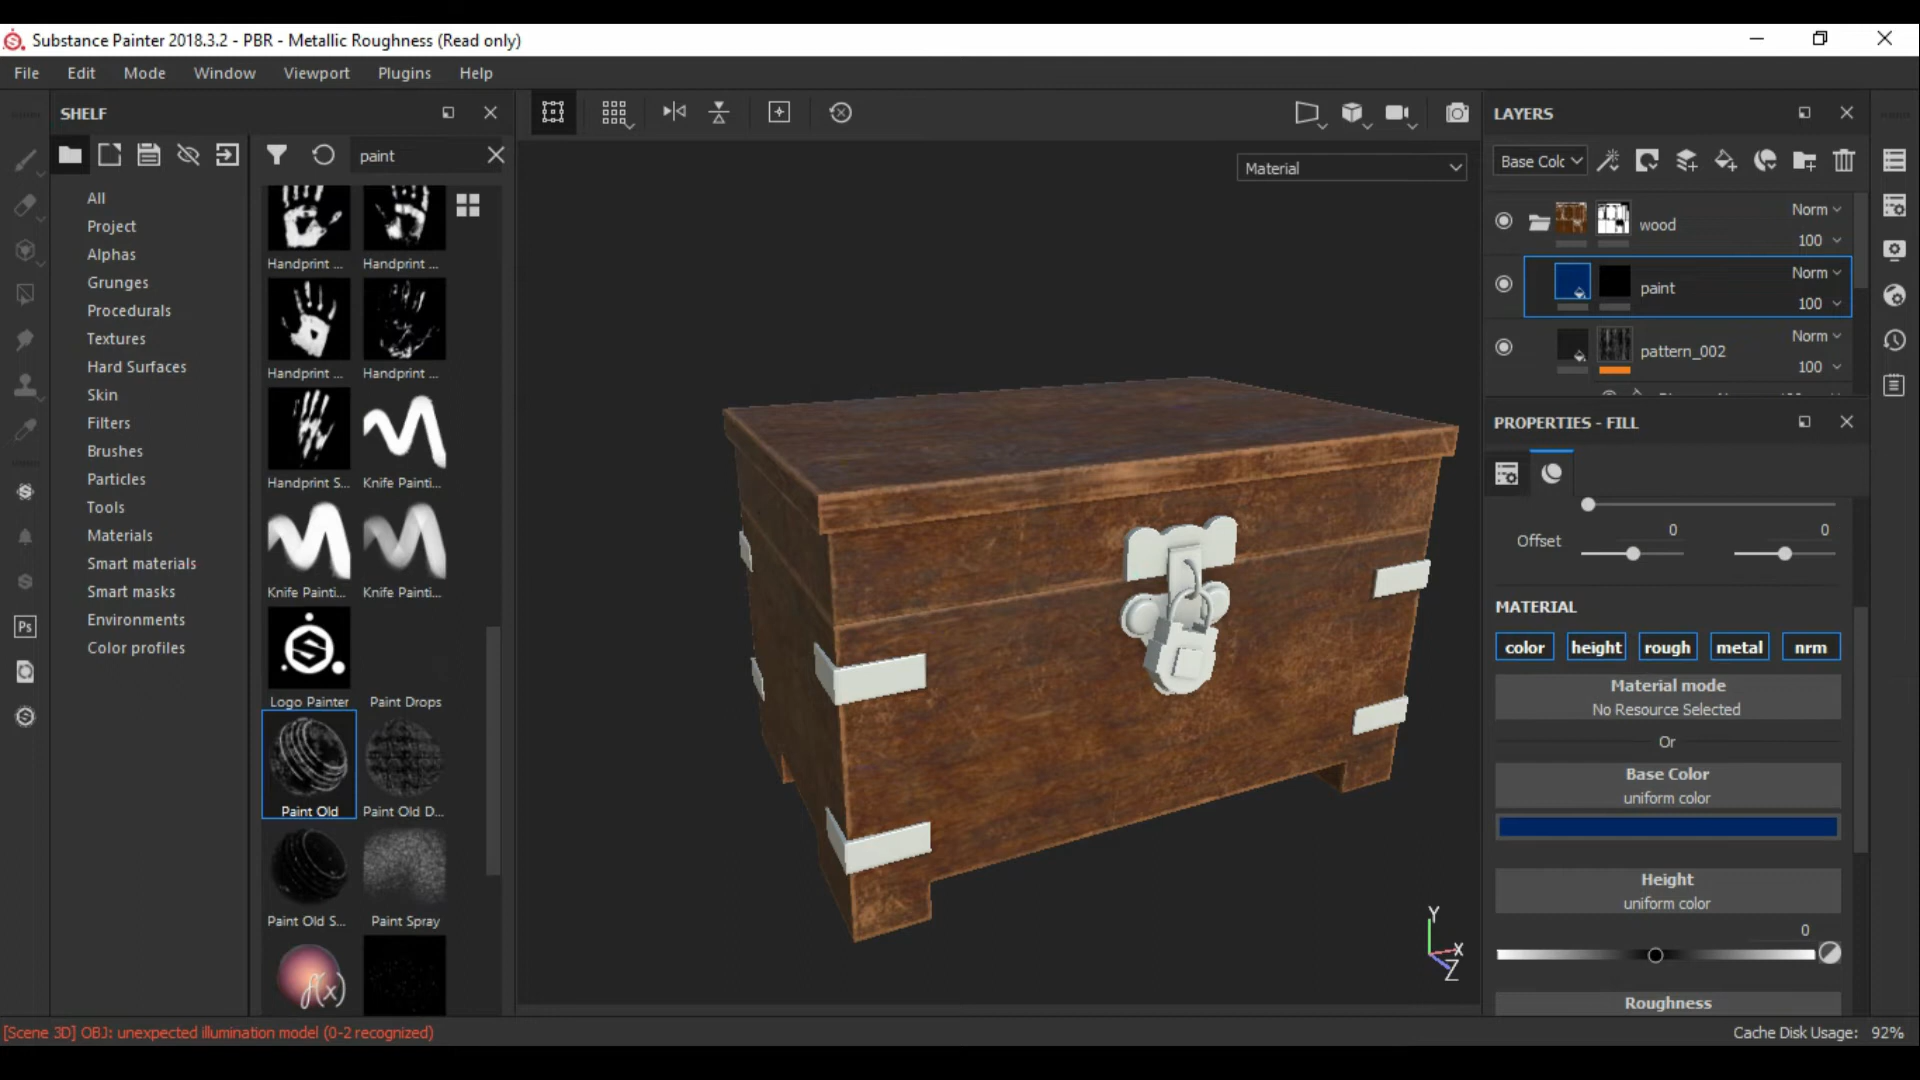 Substance Painter 2018.3.2 - PBR - Metallic Roughness (Read only)
File Edit Mode Window Viewport Plugins Help
SHELF
paint
All
Project
Alphas
Grunges
Procedurals
Textures
Hard Surfaces
Skin
Filters
Brushes
Particles
Tools
Materials
Smart materials
Smart masks
Environments
Color profiles
Handprint ... Handprint ...
Handprint ... Handprint ...
Handprint S... Knife Painti...
Knife Painti... Knife Painti...
Logo Painter Paint Drops
Paint Old Paint Old D...
Paint Old S... Paint Spray
f(x)
Ps
Material
Y
X
Z
LAYERS
Base Colc
wood Norm
100
paint Norm
100
pattern_002 Norm
100
PROPERTIES - FILL
Offset 0 0
MATERIAL
color height rough metal nrm
Material mode
No Resource Selected
Or
Base Color
uniform color
Height
uniform color
0
Roughness
[Scene 3D] OBJ: unexpected illumination model (0-2 recognized)
Cache Disk Usage: 92%